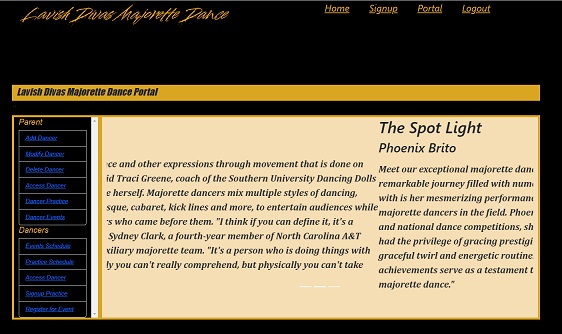 Lavish Divas Majorette Dance
Home Signup Portal Logout
Lavish Divas Majorette Dance Portal
Parent
Add Dancer
Modify Dancer
Delete Dancer
Access Dancer
Dancer Practice
Dancer Events
Dancers
Events Schedule
Practice Schedule
Access Dancer
Signup Practice
Register for Event
ce and other expressions through movement that is done on
id Traci Greene, coach of the Southern University Dancing Dolls
e herself. Majorette dancers mix multiple styles of dancing,
sque, cabaret, kick lines and more, to entertain audiences while
s who came before them. "I think if you can define it, it's a
Sydney Clark, a fourth-year member of North Carolina A&T
xiliary majorette team. "It's a person who is doing things with
ly you can't really comprehend, but physically you can't take
The Spot Light
Phoenix Brito
Meet our exceptional majorette dan
remarkable journey filled with num
with is her mesmerizing performan
majorette dancers in the field. Phoe
and national dance competitions, sh
had the privilege of gracing prestigi
graceful twirl and energetic routine
achievements serve as a testament t
majorette dance."